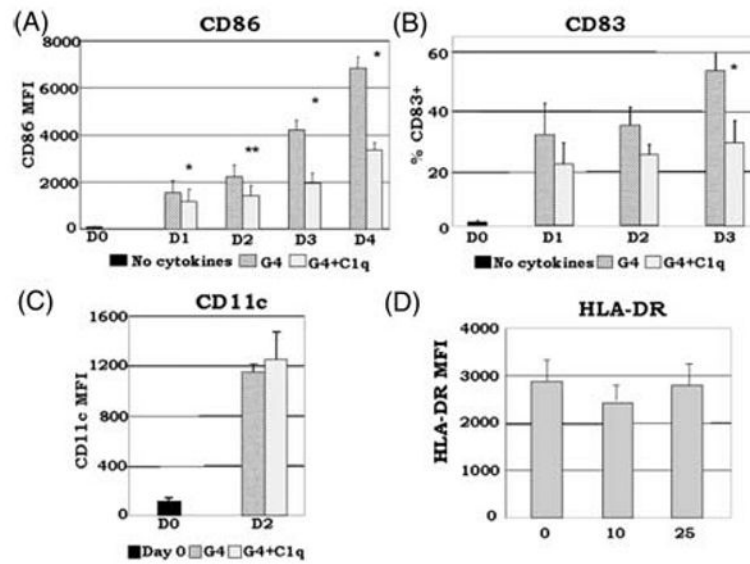 (A) CD86
CD86 MFI
8000
6000
4000
2000
0
* ** * *
D0 D1 D2 D3 D4
No cytokines G4 G4+C1q
(B) CD83
% CD83+
60
40
20
0
*
D0 D1 D2 D3
No cytokines G4 G4+C1q
(C) CD11c
CD11c MFI
1600
1200
800
400
0
D0 D2
Day 0 G4 G4+C1q
(D) HLA-DR
HLA-DR MFI
4000
3000
2000
1000
0
0 10 25